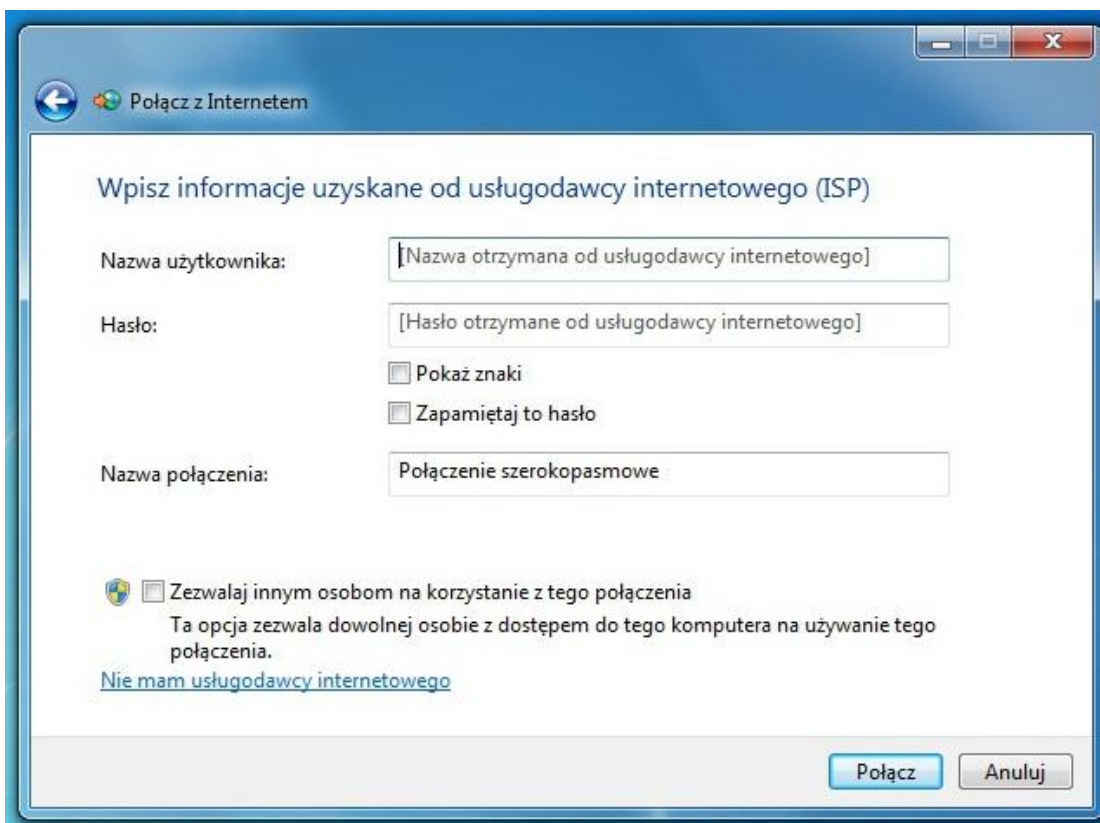 Połącz z Internetem
Wpisz informacje uzyskane od usługodawcy internetowego (ISP)
Nazwa użytkownika: [Nazwa otrzymana od usługodawcy internetowego]
Hasło: [Hasło otrzymane od usługodawcy internetowego]
Pokaż znaki
Zapamiętaj to hasło
Nazwa połączenia: Połączenie szerokopasmowe
Zezwalaj innym osobom na korzystanie z tego połączenia
Ta opcja zezwala dowolnej osobie z dostępem do tego komputera na używanie tego
połączenia.
Nie mam usługodawcy internetowego
Połącz Anuluj